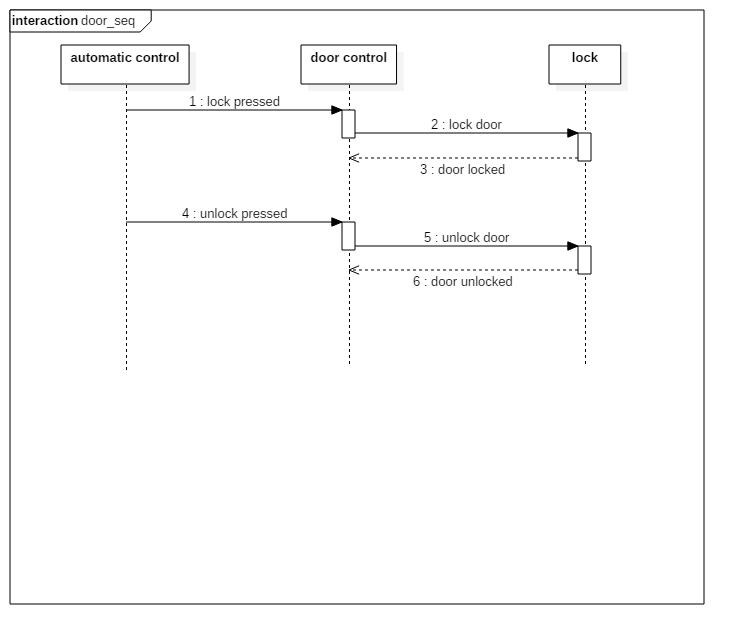 interaction door_seq
automatic control
door control
lock
1 : lock pressed
2 : lock door
3 : door locked
4 : unlock pressed
5 : unlock door
6 : door unlocked